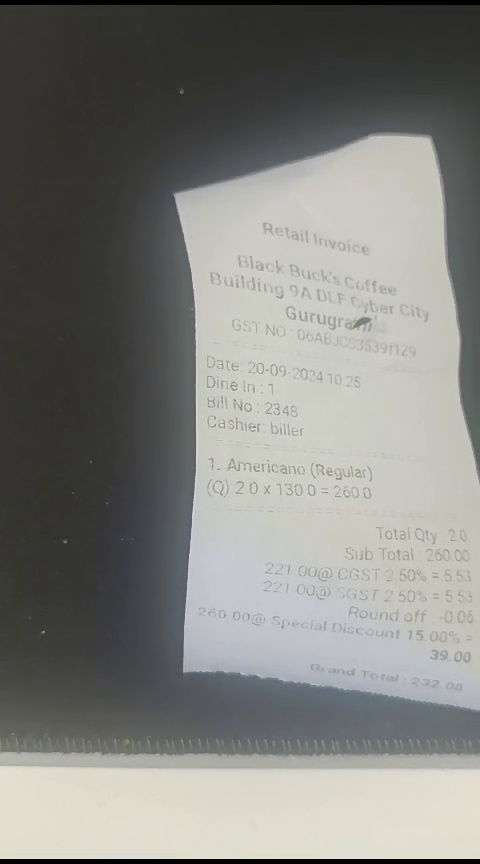 Retail Invoice
Black Buck's Coffee
Building 9A DLF Cyber City
Gurugram
GST NO : 06ABJCS3539f1Z9
Date: 20-09-2024 10:25
Dine In : 1
Bill No : 2348
Cashier: biller
1. Americano (Regular)
(Q) 2.0 x 130.0 = 260.0
Total Qty 2.0
Sub Total : 260.00
221.00@ CGST 2.50% = 5.53
221.00@ SGST 2.50% = 5.53
Round off -0.06
260.00@ Special Discount 15.00% =
39.00
Grand Total : 232.00